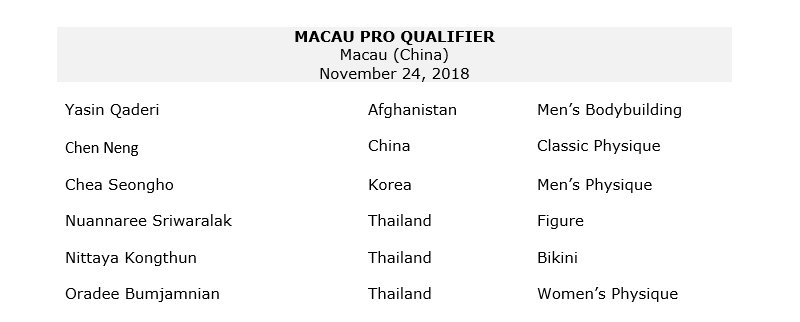 MACAU PRO QUALIFIER
Macau (China)
November 24, 2018
Yasin Qaderi Afghanistan Men’s Bodybuilding
Chen Neng China Classic Physique
Chea Seongho Korea Men’s Physique
Nuannaree Sriwaralak Thailand Figure
Nittaya Kongthun Thailand Bikini
Oradee Bumjamnian Thailand Women’s Physique